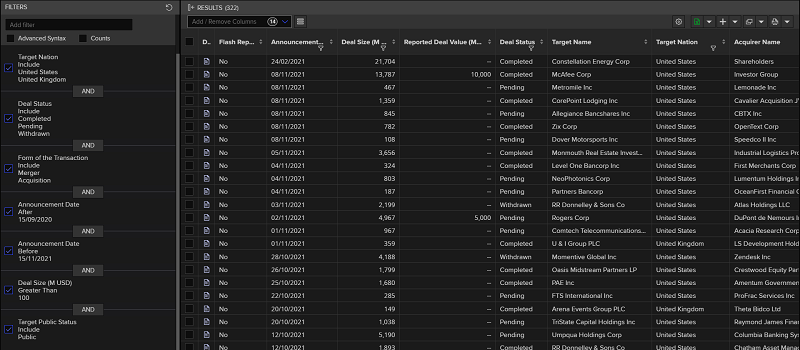 FILTERS
Add filter
Advanced Syntax Counts
Target Nation
Include
United States
United Kingdom
AND
Deal Status
Include
Completed
Pending
Withdrawn
AND
Form of the Transaction
Include
Merger
Acquisition
AND
Announcement Date
After
15/09/2020
AND
Announcement Date
Before
15/11/2021
AND
Deal Size (M USD)
Greater Than
100
AND
Target Public Status
Include
Public
RESULTS (322)
Add / Remove Columns 14
D.. Flash Rep... Announcement... Deal Size (M ... Reported Deal Value (M... Deal Status Target Name Target Nation Acquirer Name
No 24/02/2021 21,704 -- Completed Constellation Energy Corp United States Shareholders
No 08/11/2021 13,787 10,000 Completed McAfee Corp United States Investor Group
No 08/11/2021 467 -- Pending Metromile Inc United States Lemonade Inc
No 08/11/2021 1,359 -- Completed CorePoint Lodging Inc United States Cavalier Acquisition J
No 08/11/2021 845 -- Pending Allegiance Bancshares Inc United States CBTX Inc
No 08/11/2021 782 -- Completed Zix Corp United States OpenText Corp
No 08/11/2021 108 -- Pending Dover Motorsports Inc United States Speedco II Inc
No 05/11/2021 3,656 -- Completed Monmouth Real Estate Invest... United States Industrial Logistics Pro
No 04/11/2021 324 -- Completed Level One Bancorp Inc United States First Merchants Corp
No 04/11/2021 803 -- Pending NeoPhotonics Corp United States Lumentum Holdings In
No 04/11/2021 187 -- Pending Partners Bancorp United States OceanFirst Financial C
No 03/11/2021 2,199 -- Withdrawn RR Donnelley & Sons Co United States Atlas Holdings LLC
No 02/11/2021 4,967 5,000 Pending Rogers Corp United States DuPont de Nemours In
No 01/11/2021 967 -- Pending Comtech Telecommunications... United States Acacia Research Corp
No 01/11/2021 359 -- Completed U & I Group PLC United Kingdom LS Development Hold
No 28/10/2021 4,188 -- Withdrawn Momentive Global Inc United States Zendesk Inc
No 26/10/2021 1,799 -- Completed Oasis Midstream Partners LP United States Crestwood Equity Part
No 25/10/2021 1,680 -- Completed PAE Inc United States Amentum Government
No 22/10/2021 285 -- Pending FTS International Inc United States ProFrac Services Inc
No 20/10/2021 149 -- Completed Arena Events Group PLC United Kingdom Theta Bidco Ltd
No 20/10/2021 1,038 -- Pending TriState Capital Holdings Inc United States Raymond James Financ
No 12/10/2021 5,190 -- Pending Umpqua Holdings Corp United States Columbia Banking Sy
No 12/10/2021 1,893 -- Completed RR Donnelley & Sons Co United States Chatham Asset Manag